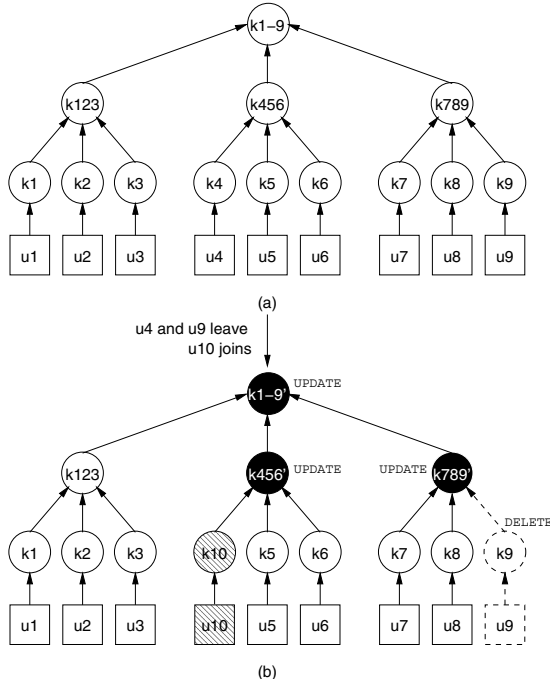 k1-9
k123 k456 k789
k1 k2 k3 k4 k5 k6 k7 k8 k9
u1 u2 u3 u4 u5 u6 u7 u8 u9
(a)
u4 and u9 leave
u10 joins
k1-9' UPDATE
k123 k456' UPDATE UPDATE k789'
DELETE
k1 k2 k3 k10 k5 k6 k7 k8 k9
u1 u2 u3 u10 u5 u6 u7 u8 u9
(b)